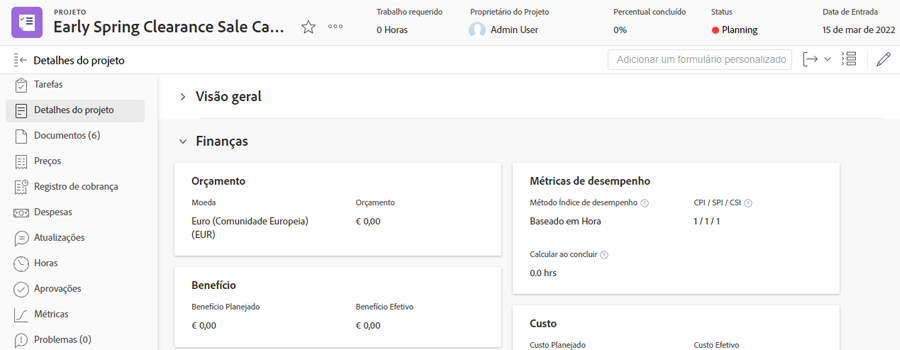 PROJETO
Early Spring Clearance Sale Ca...
Trabalho requerido
0 Horas
Proprietário do Projeto
Admin User
Percentual concluído
0%
Status
Planning
Data de Entrada
15 de mar de 2022
Detalhes do projeto
Adicionar um formulário personalizado
Tarefas
Detalhes do projeto
Documentos (6)
Preços
Registro de cobrança
Despesas
Atualizações
Horas
Aprovações
Métricas
Problemas (0)
Visão geral
Finanças
Orçamento
Moeda
Orçamento
Euro (Comunidade Europeia)
(EUR)
€ 0,00
Benefício
Benefício Planejado
Benefício Efetivo
€ 0,00
€ 0,00
Métricas de desempenho
Método Índice de desempenho
CPI / SPI / CSI
Baseado em Hora
1 / 1 / 1
Calcular ao concluir
0.0 hrs
Custo
Custo Planejado
Custo Efetivo